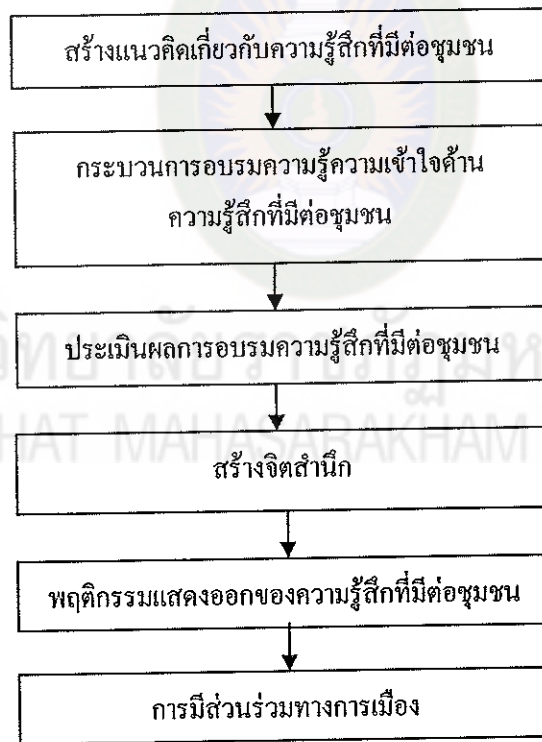 สร้างแนวคิดเกี่ยวกับความรู้สึกที่มีต่อชุมชน
กระบวนการอบรมความรู้ความเข้าใจด้าน
ความรู้สึกที่มีต่อชุมชน
ประเมินผลการอบรมความรู้สึกที่มีต่อชุมชน
HAT MAHASARAKHAM
สร้างจิตสำนึก
พฤติกรรมแสดงออกของความรู้สึกที่มีต่อชุมชน
การมีส่วนร่วมทางการเมือง